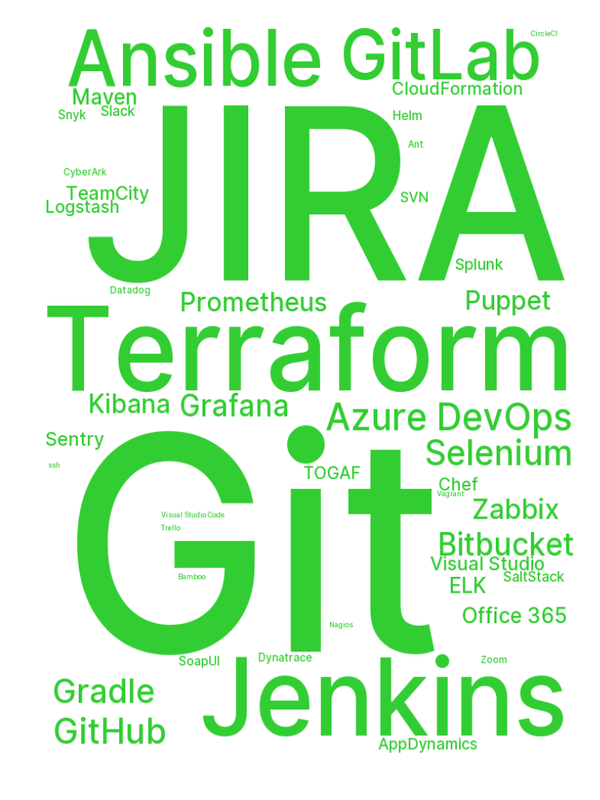 Ansible
GitLab
CircleCI
Maven
CloudFormation
Snyk
Slack
JIRA
Helm
Ant
CyberArk
TeamCity
SVN
Logstash
Splunk
Datadog
Prometheus
Puppet
Terraform
Kibana
Grafana
Azure DevOps
Sentry
Selenium
ssh
TOGAF
Git
Chef
Vagrant
Zabbix
Visual Studio Code
Trello
Bitbucket
Visual Studio
Bamboo
SaltStack
ELK
Office 365
Nagios
SoapUI
Dynatrace
Zoom
Jenkins
Gradle
GitHub
AppDynamics